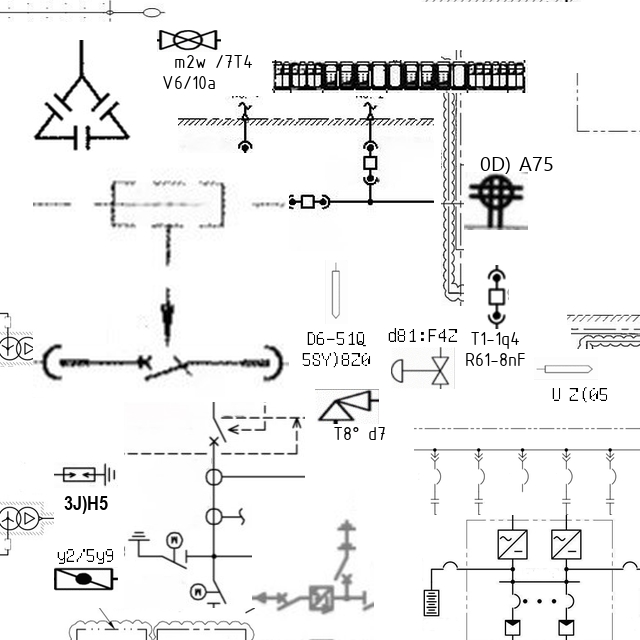 m2w /7T4
V6/10a
0D) A75
D6-51Q
5SY)8Z0
d81:F4Z
T1-1q4
R61-8nF
U Z(05
T8° d7
3J)H5
y2/5y9
M
M